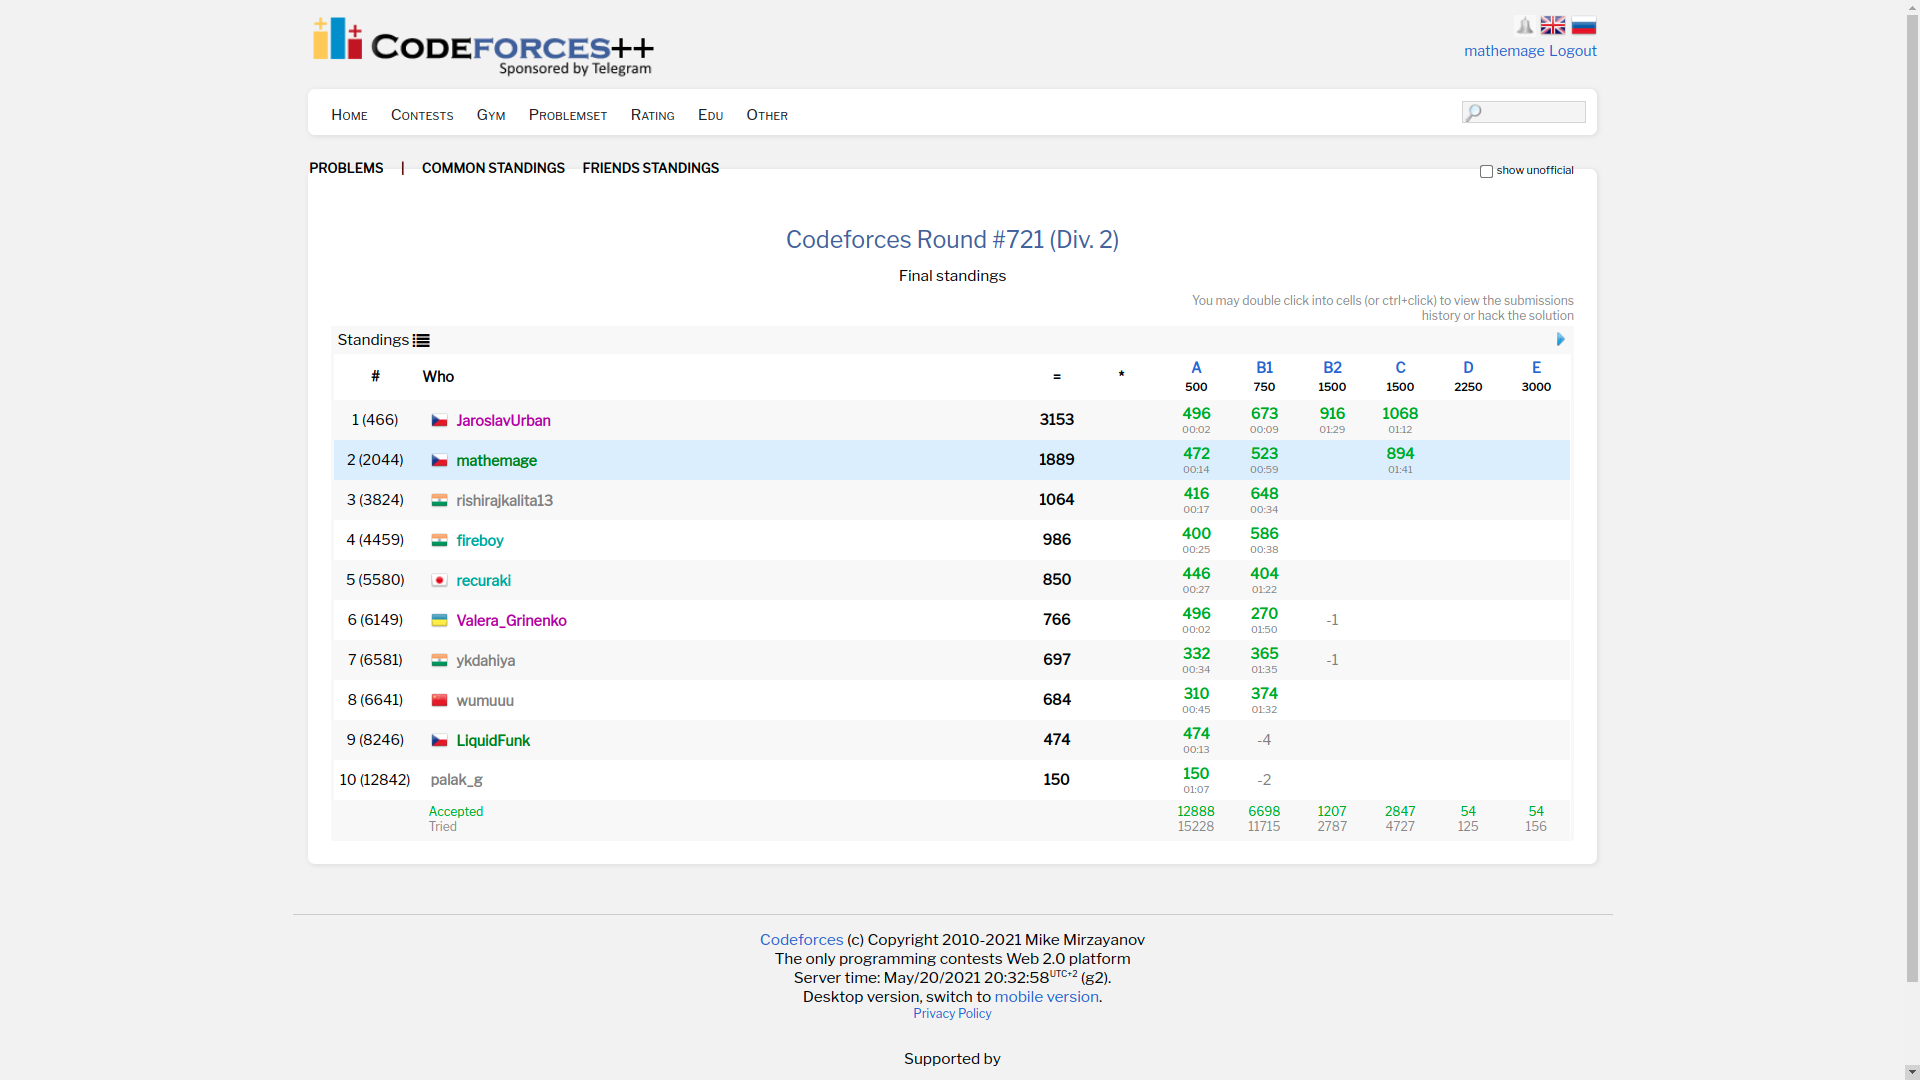 CODEFORCES++
Sponsored by Telegram
mathemage Logout
HOME CONTESTS GYM PROBLEMSET RATING EDU OTHER
PROBLEMS | COMMON STANDINGS FRIENDS STANDINGS
show unofficial
Codeforces Round #721 (Div. 2)
Final standings
You may double click into cells (or ctrl+click) to view the submissions
history or hack the solution
Standings
# Who = * A B1 B2 C D E
500 750 1500 1500 2250 3000
1 (466) JaroslavUrban 3153 496 673 916 1068
00:02 00:09 01:29 01:12
2 (2044) mathemage 1889 472 523 894
00:14 00:59 01:41
3 (3824) rishirajkalita13 1064 416 648
00:17 00:34
4 (4459) fireboy 986 400 586
00:25 00:38
5 (5580) recuraki 850 446 404
00:27 01:22
6 (6149) Valera_Grinenko 766 496 270 -1
00:02 01:50
7 (6581) ykdahiya 697 332 365 -1
00:34 01:35
8 (6641) wumuuu 684 310 374
00:45 01:32
9 (8246) LiquidFunk 474 474 -4
00:13
10 (12842) palak_g 150 150 -2
01:07
Accepted 12888 6698 1207 2847 54 54
Tried 15228 11715 2787 4727 125 156
Codeforces (c) Copyright 2010-2021 Mike Mirzayanov
The only programming contests Web 2.0 platform
Server time: May/20/2021 20:32:58UTC+2 (g2).
Desktop version, switch to mobile version.
Privacy Policy
Supported by